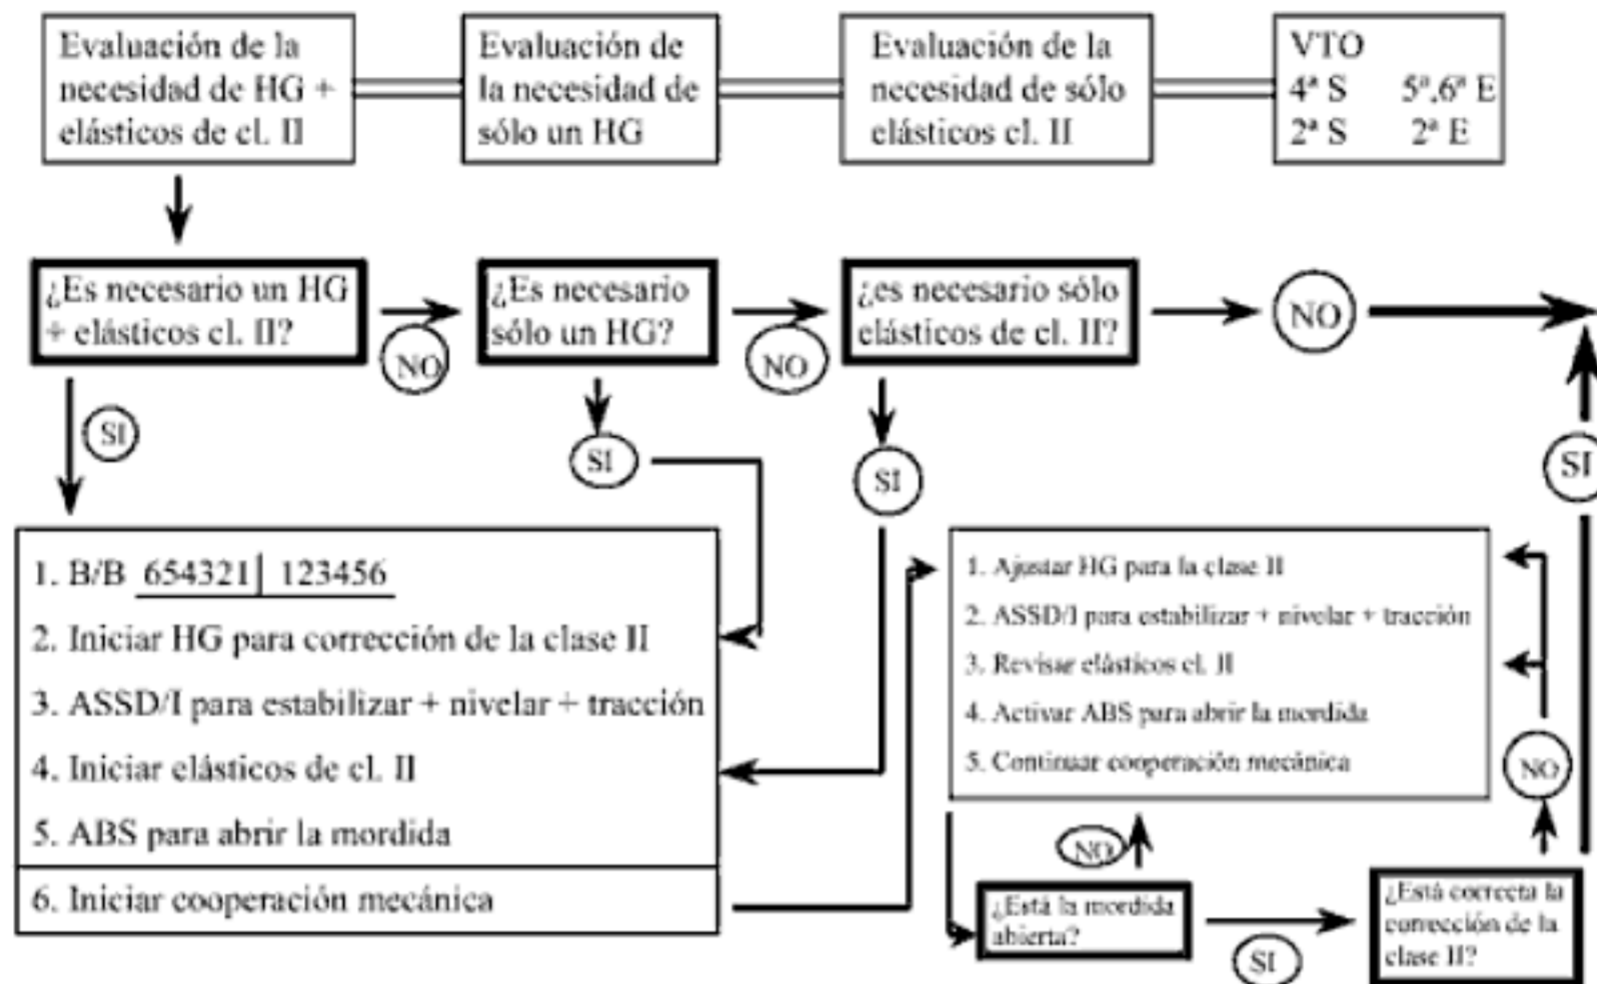 Evaluación de la
necesidad de HG +
elásticos de cl. II
Evaluación de
la necesidad de
sólo un HG
Evaluación de la
necesidad de sólo
elásticos cl. II
VTO
4ª S 5ª,6ª E
2ª S 2ª E
¿Es necesario un HG
+ elásticos cl. II?
NO
¿Es necesario
sólo un HG?
NO
¿es necesario sólo
elásticos de cl. II?
NO
SI
SI
SI
SI
1. B/B 654321| 123456
2. Iniciar HG para corrección de la clase II
3. ASSD/I para estabilizar + nivelar + tracción
4. Iniciar elásticos de cl. II
5. ABS para abrir la mordida
6. Iniciar cooperación mecánica
1. Ajustar HG para la clase II
2. ASSD/I para estabilizar + nivelar + tracción
3. Revisar elásticos cl. II
4. Activar ABS para abrir la mordida
5. Continuar cooperación mecánica
NO
NO
¿Está la mordida
abierta?
SI
¿Está correcta la
corrección de la
clase II?